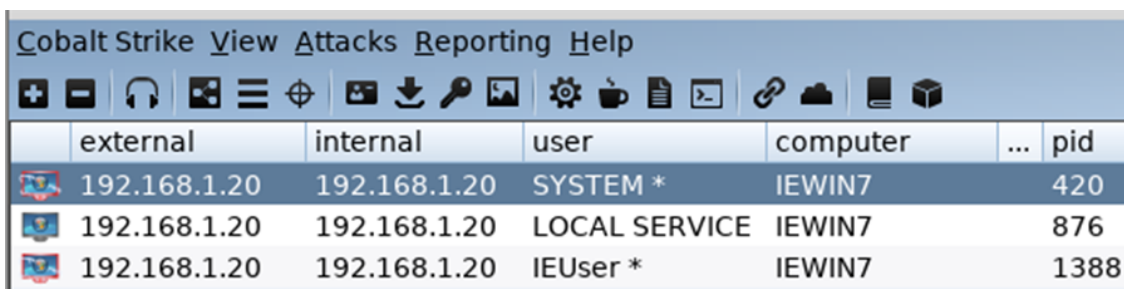 Cobalt Strike View Attacks Reporting Help
external internal user computer ... pid
192.168.1.20 192.168.1.20 SYSTEM * IEWIN7 420
192.168.1.20 192.168.1.20 LOCAL SERVICE IEWIN7 876
192.168.1.20 192.168.1.20 IEUser * IEWIN7 1388